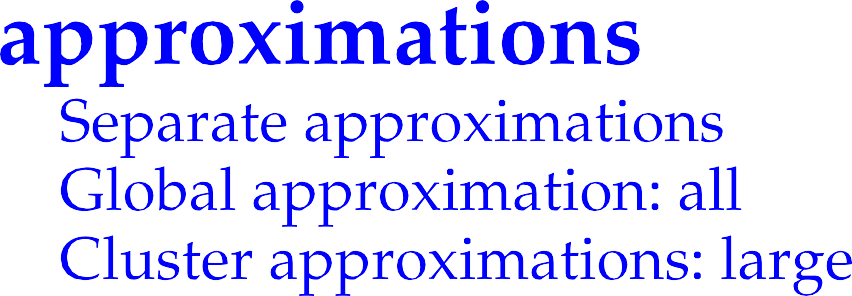 approximations
Separate approximations
Global approximation: all
Cluster approximations: large